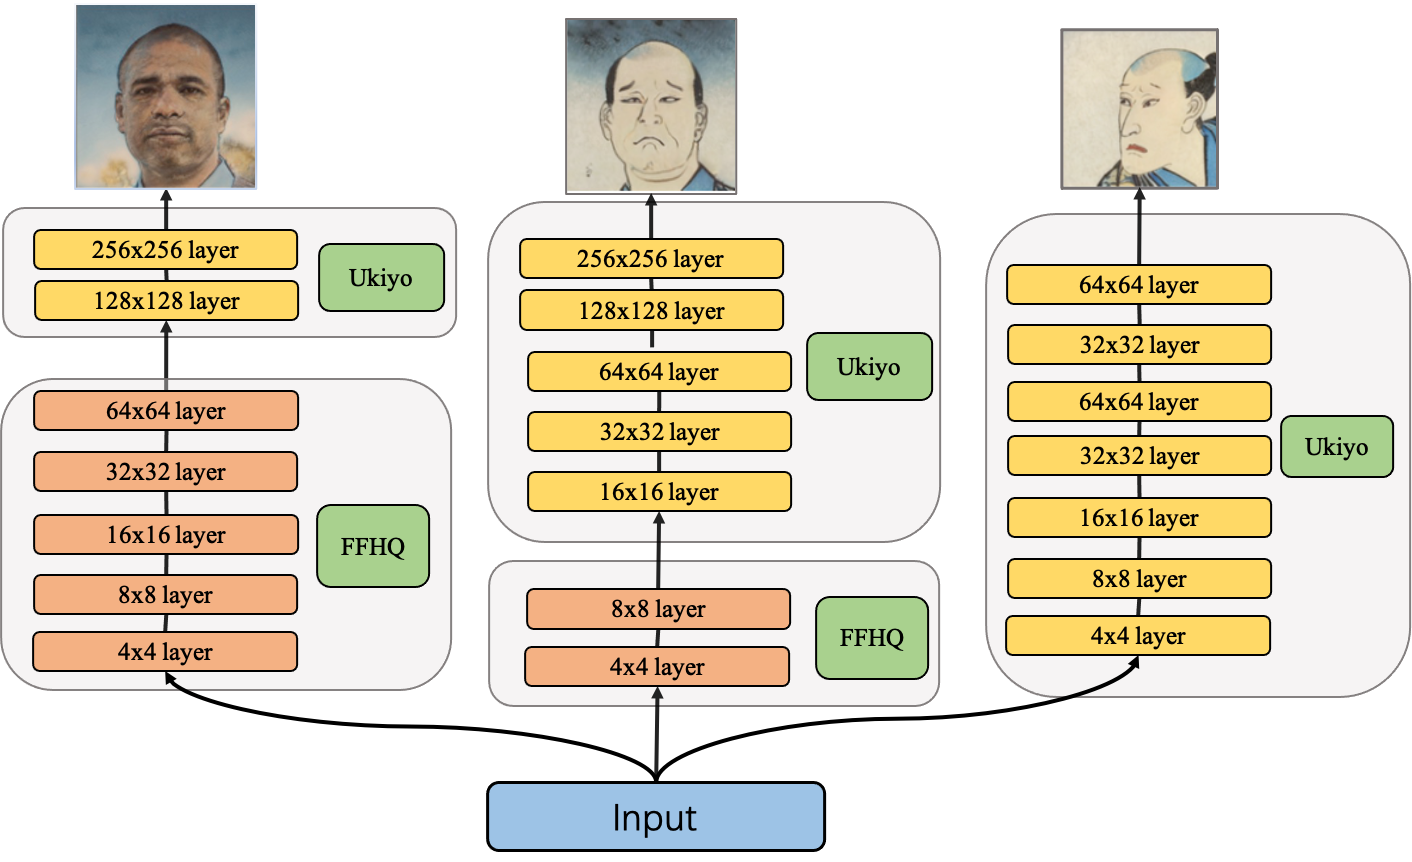 256x256 layer
128x128 layer
Ukiyo
64x64 layer
32x32 layer
16x16 layer
8x8 layer
4x4 layer
FFHQ
256x256 layer
128x128 layer
64x64 layer
32x32 layer
16x16 layer
Ukiyo
8x8 layer
4x4 layer
FFHQ
64x64 layer
32x32 layer
64x64 layer
32x32 layer
16x16 layer
8x8 layer
4x4 layer
Ukiyo
Input